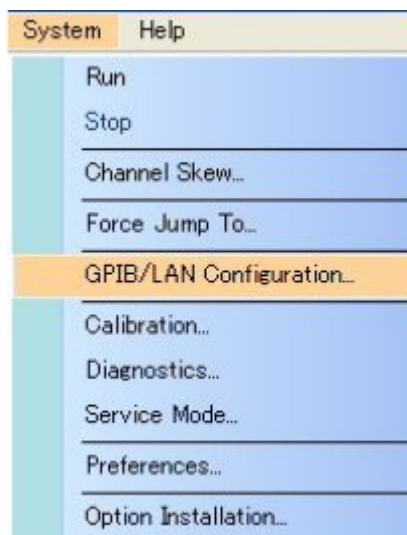 System Help
Run
Stop
Channel Skew...
Force Jump To...
GPIB/LAN Configuration...
Calibration...
Diagnostics...
Service Mode...
Preferences...
Option Installation...